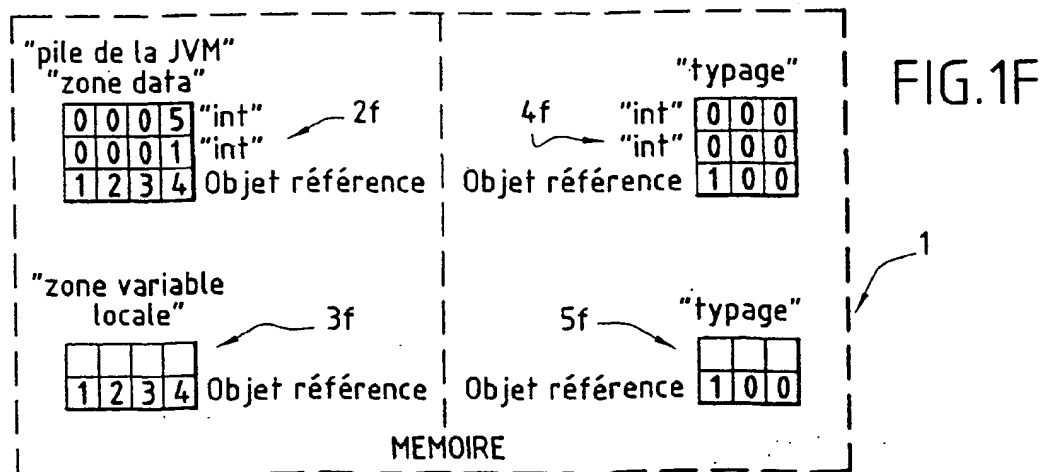 "pile de la JVM"
"zone data"
0 0 0 5 "int"
0 0 0 1 "int"
1 2 3 4 Objet référence
2f
"typage"
"int" 0 0 0
"int" 0 0 0
Objet référence 1 0 0
4f
FIG.1F
"zone variable
locale"
1 2 3 4 Objet référence
3f
"typage"
Objet référence 1 0 0
5f
1
MEMOIRE